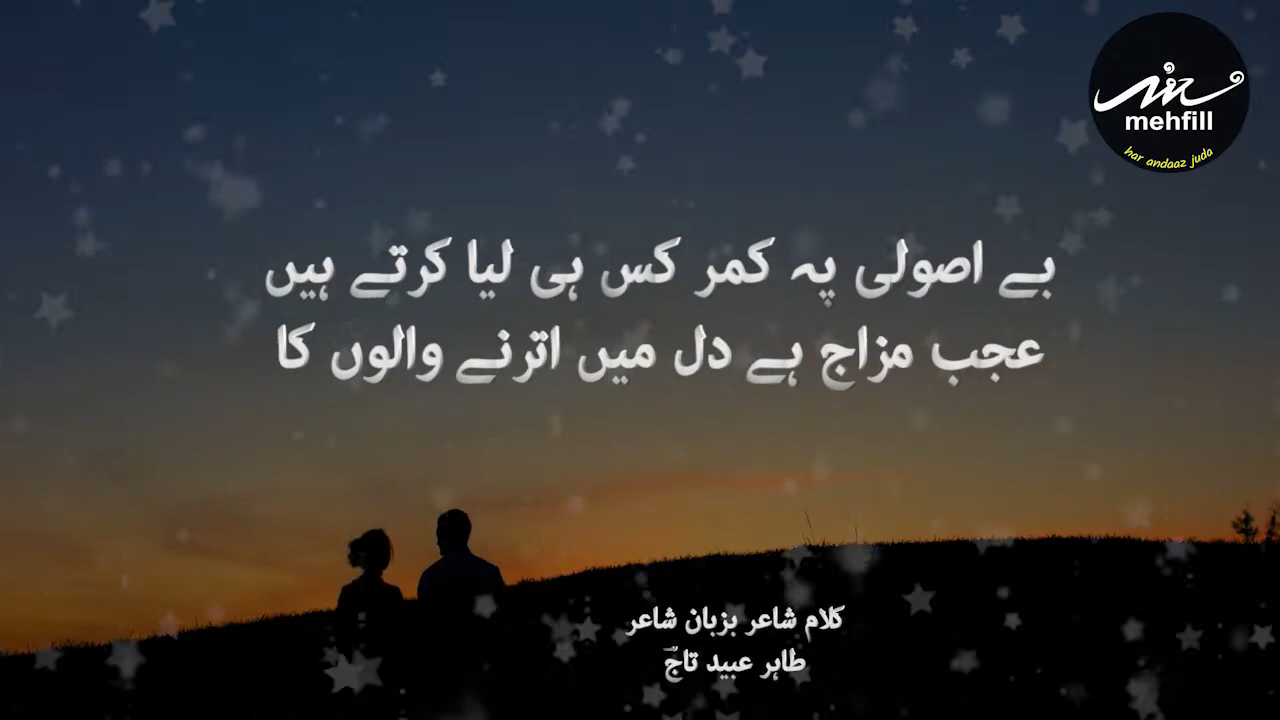 محفل
mehfill
har andaaz juda
بے اصولی پہ کمر کس ہی لیا کرتے ہیں
عجب مزاج ہے دل میں اترنے والوں کا
کلام شاعر بزبان شاعر
طاہر عبید تاجؔ